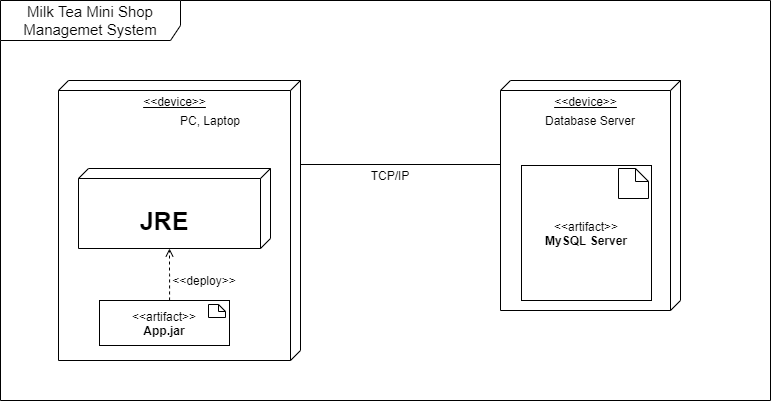 Milk Tea Mini Shop
Managemet System
<<device>>
PC, Laptop
JRE
<<deploy>>
<<artifact>>
App.jar
TCP/IP
<<device>>
Database Server
<<artifact>>
MySQL Server